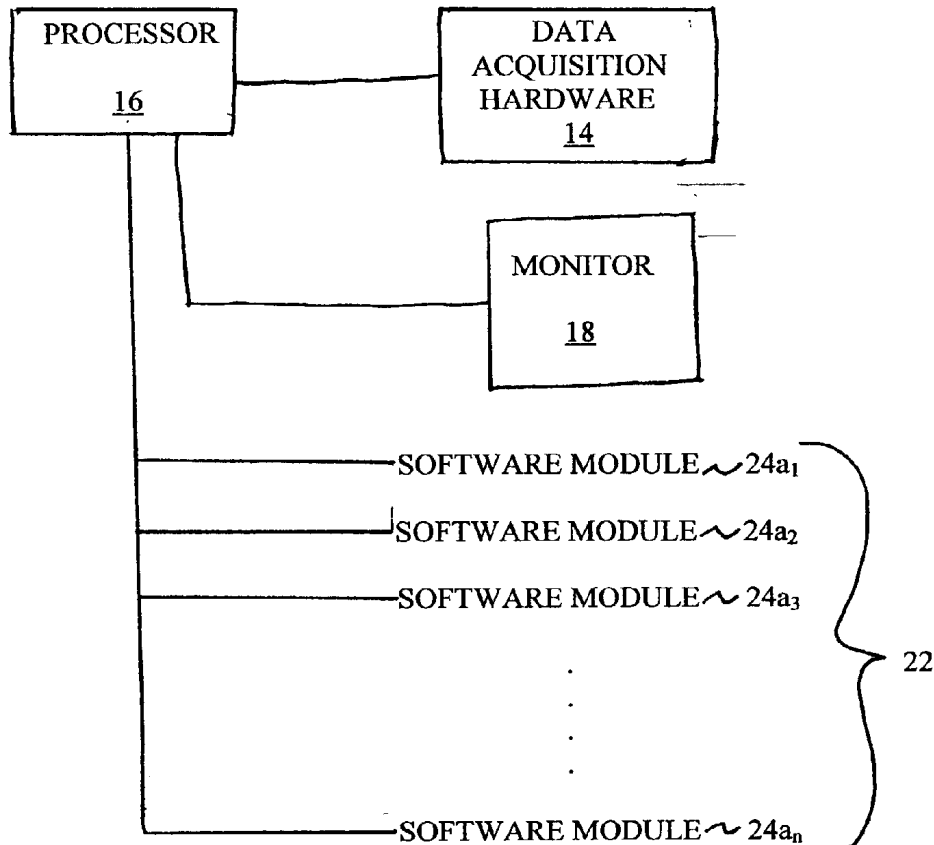 PROCESSOR
16
DATA
ACQUISITION
HARDWARE
14
MONITOR
18
SOFTWARE MODULE 24a₁
SOFTWARE MODULE 24a₂
SOFTWARE MODULE 24a₃
22
SOFTWARE MODULE 24aₙ